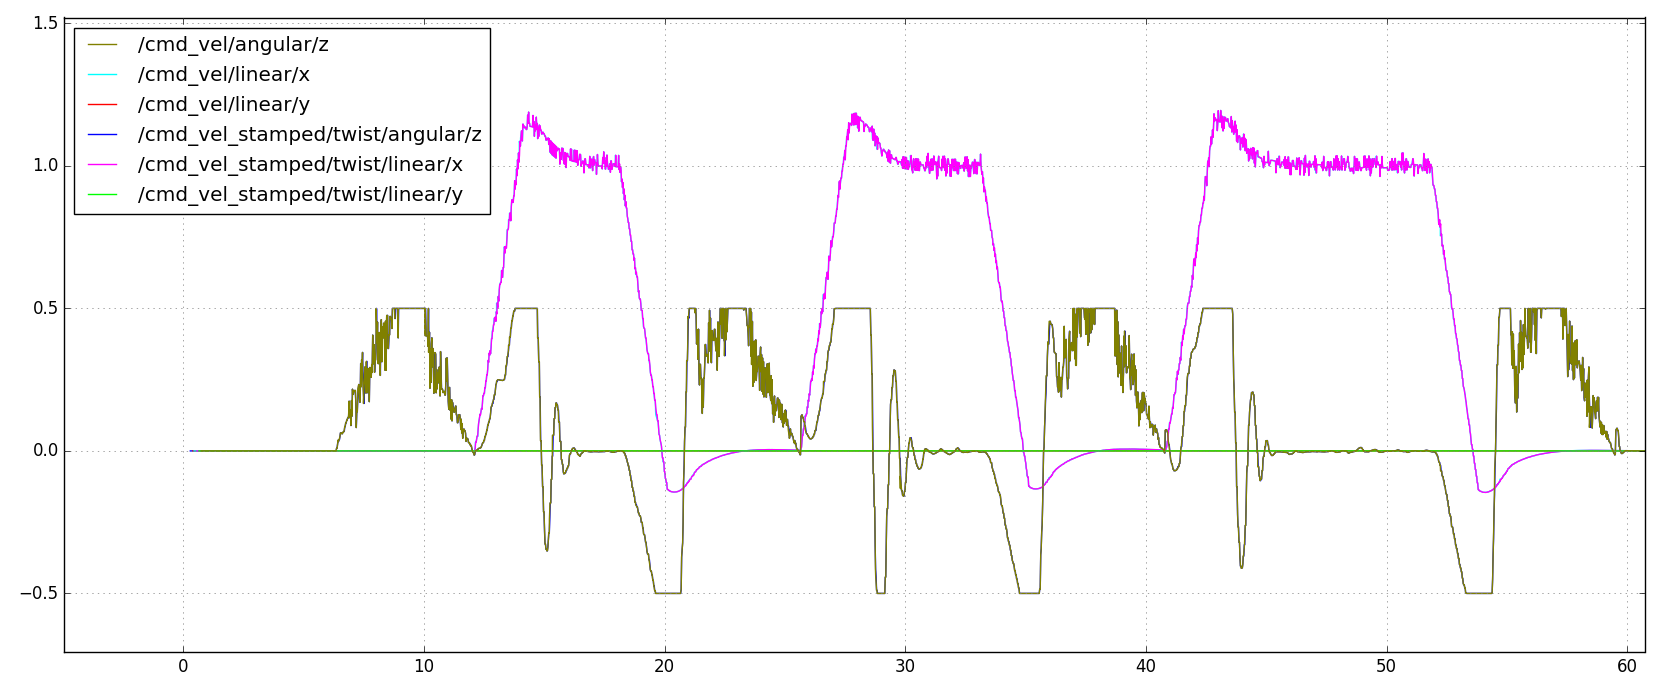 1.5
/cmd_vel/angular/z
/cmd_vel/linear/x
/cmd_vel/linear/y
/cmd_vel_stamped/twist/angular/z
/cmd_vel_stamped/twist/linear/x
/cmd_vel_stamped/twist/linear/y
1.0
0.5
0.0
−0.5
0 10 20 30 40 50 60